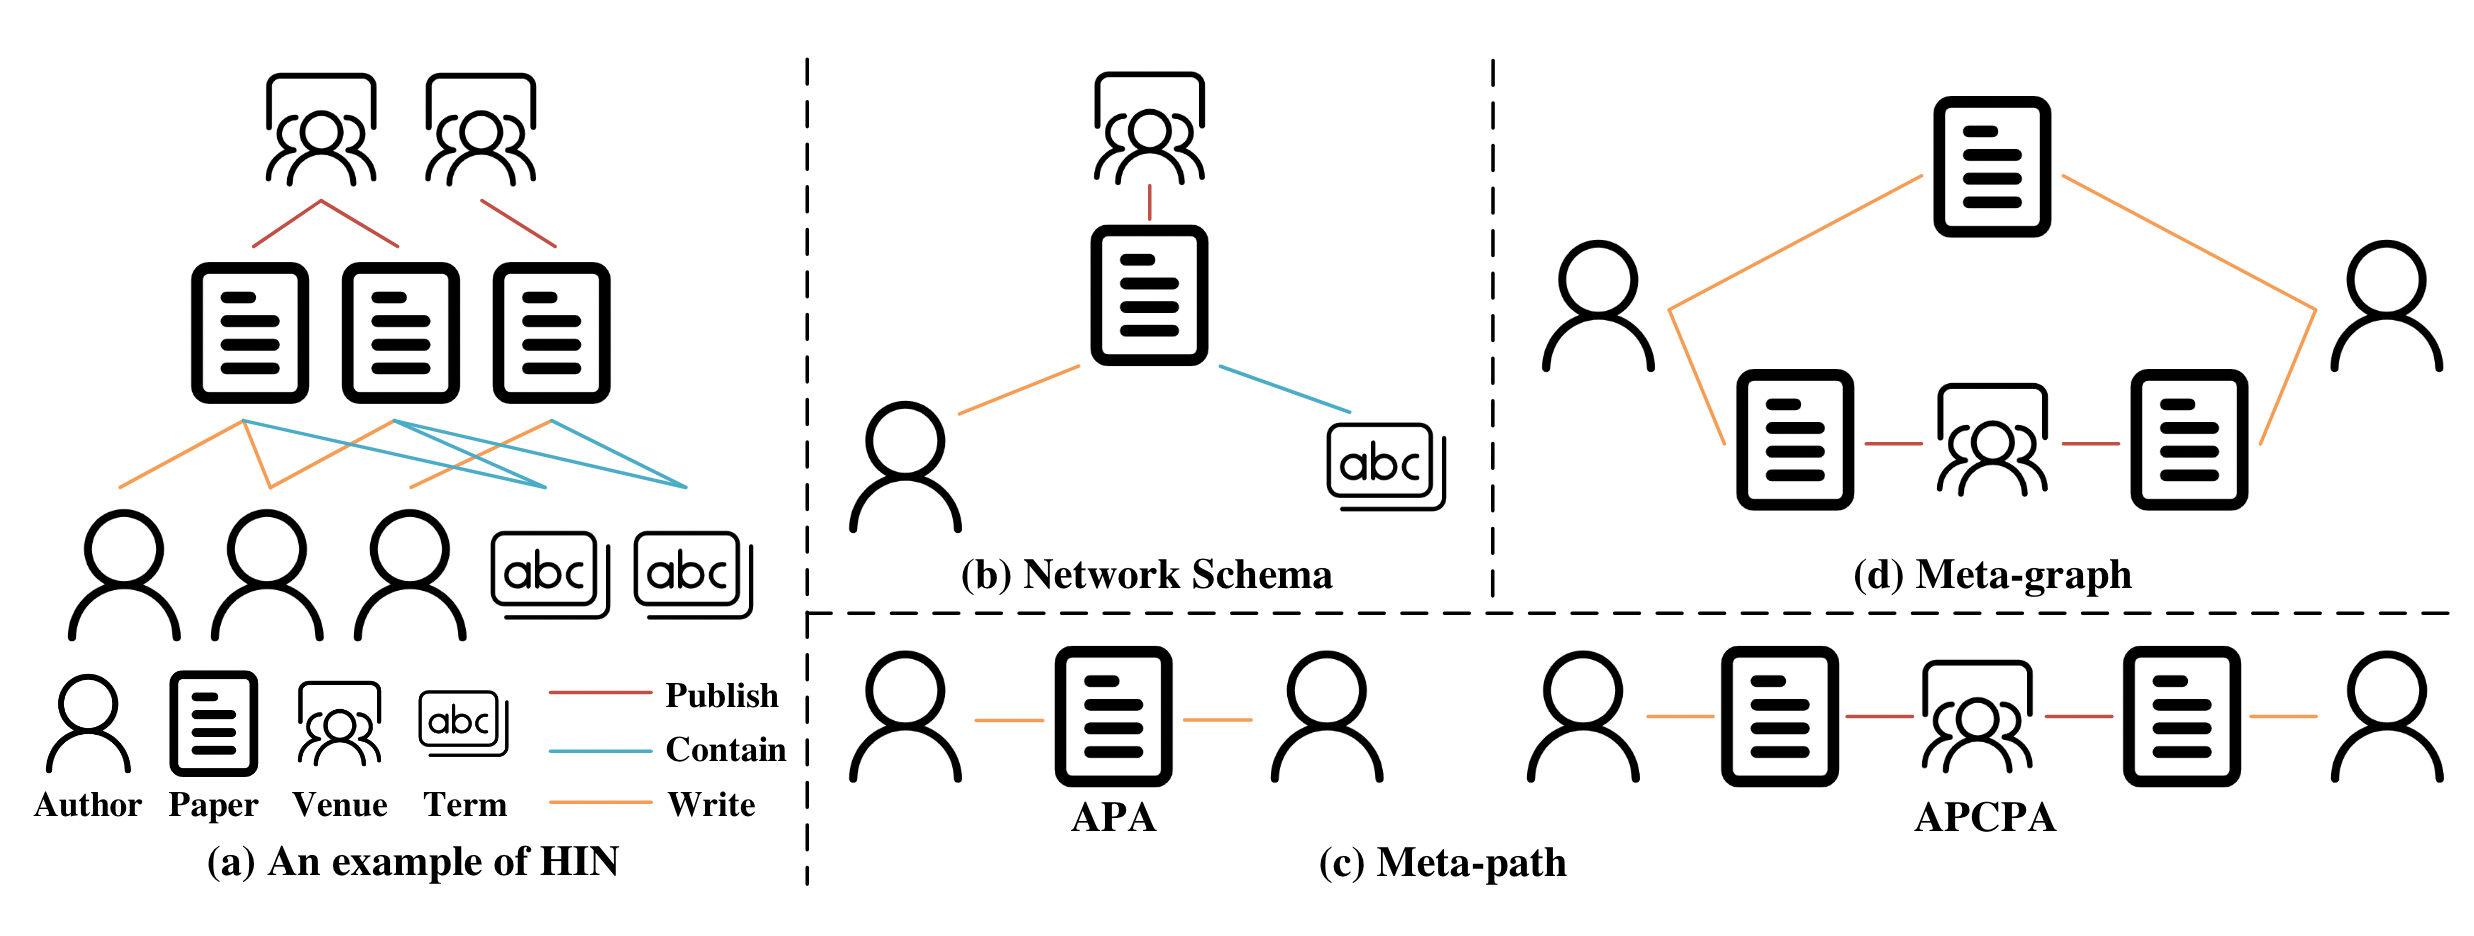 abc
abc
Author
Paper
Venue
abc
Term
Publish
Contain
Write
(a) An example of HIN
abc
(b) Network Schema
(d) Meta-graph
APA
APCPA
(c) Meta-path